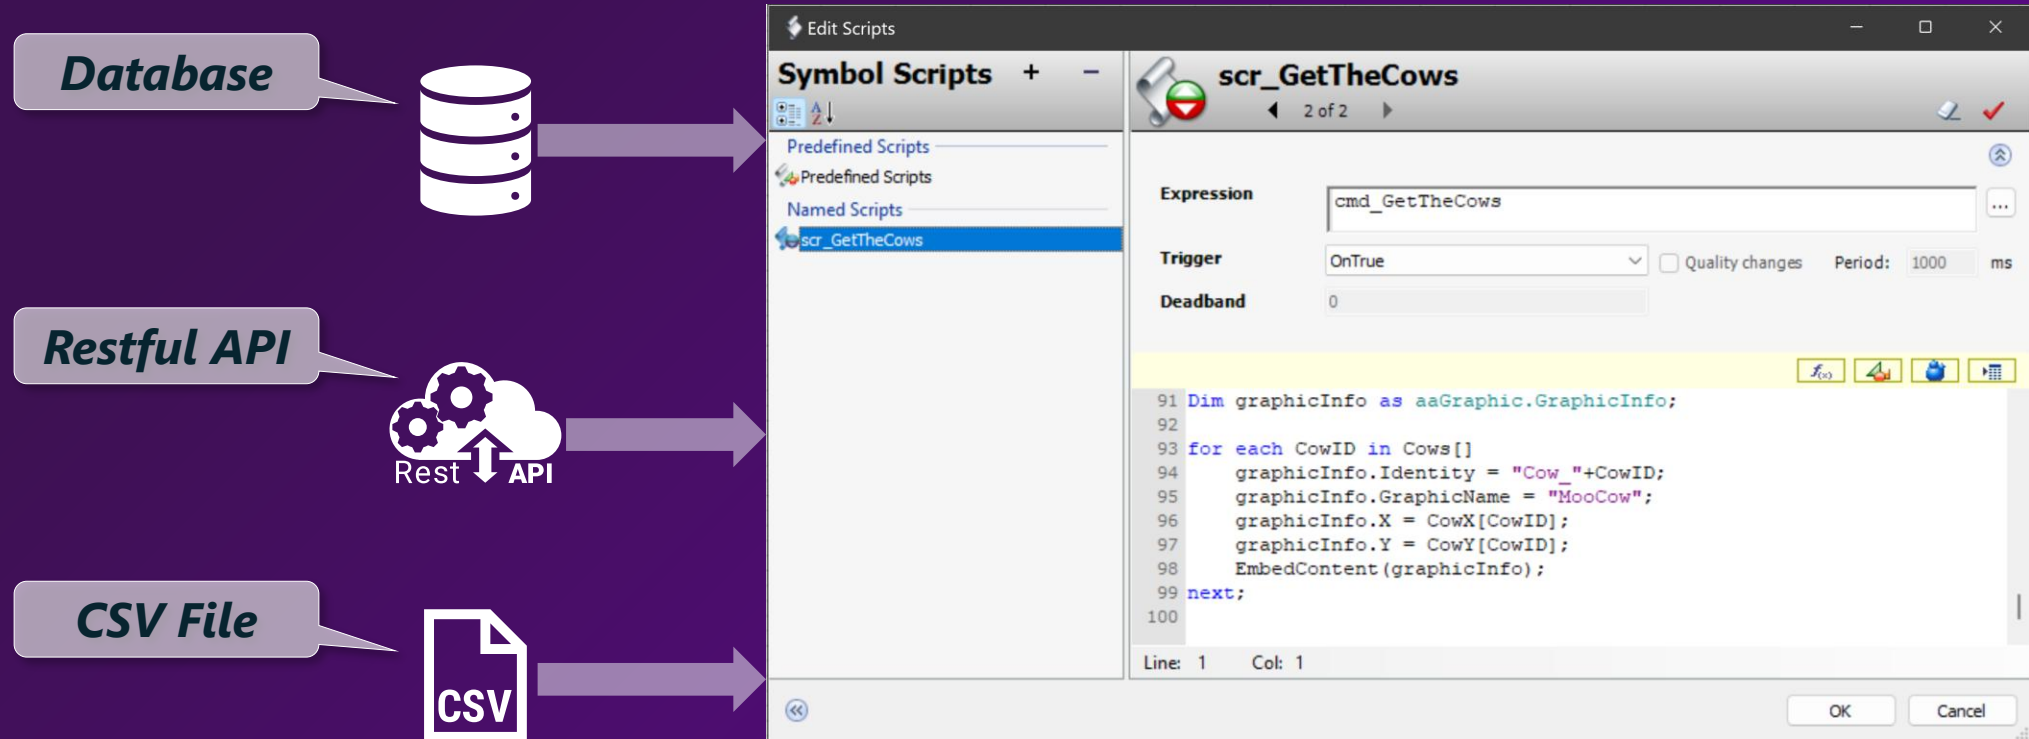 Database
Restful API
Rest API
CSV File
CSV
Edit Scripts
Symbol Scripts + −
Predefined Scripts
Predefined Scripts
Named Scripts
scr_GetTheCows
scr_GetTheCows
2 of 2
Expression cmd_GetTheCows ...
Trigger OnTrue Quality changes Period: 1000 ms
Deadband 0
f(x)
91 Dim graphicInfo as aaGraphic.GraphicInfo;
92
93 for each CowID in Cows[]
94 graphicInfo.Identity = "Cow_"+CowID;
95 graphicInfo.GraphicName = "MooCow";
96 graphicInfo.X = CowX[CowID];
97 graphicInfo.Y = CowY[CowID];
98 EmbedContent(graphicInfo);
99 next;
100
Line: 1 Col: 1
OK Cancel